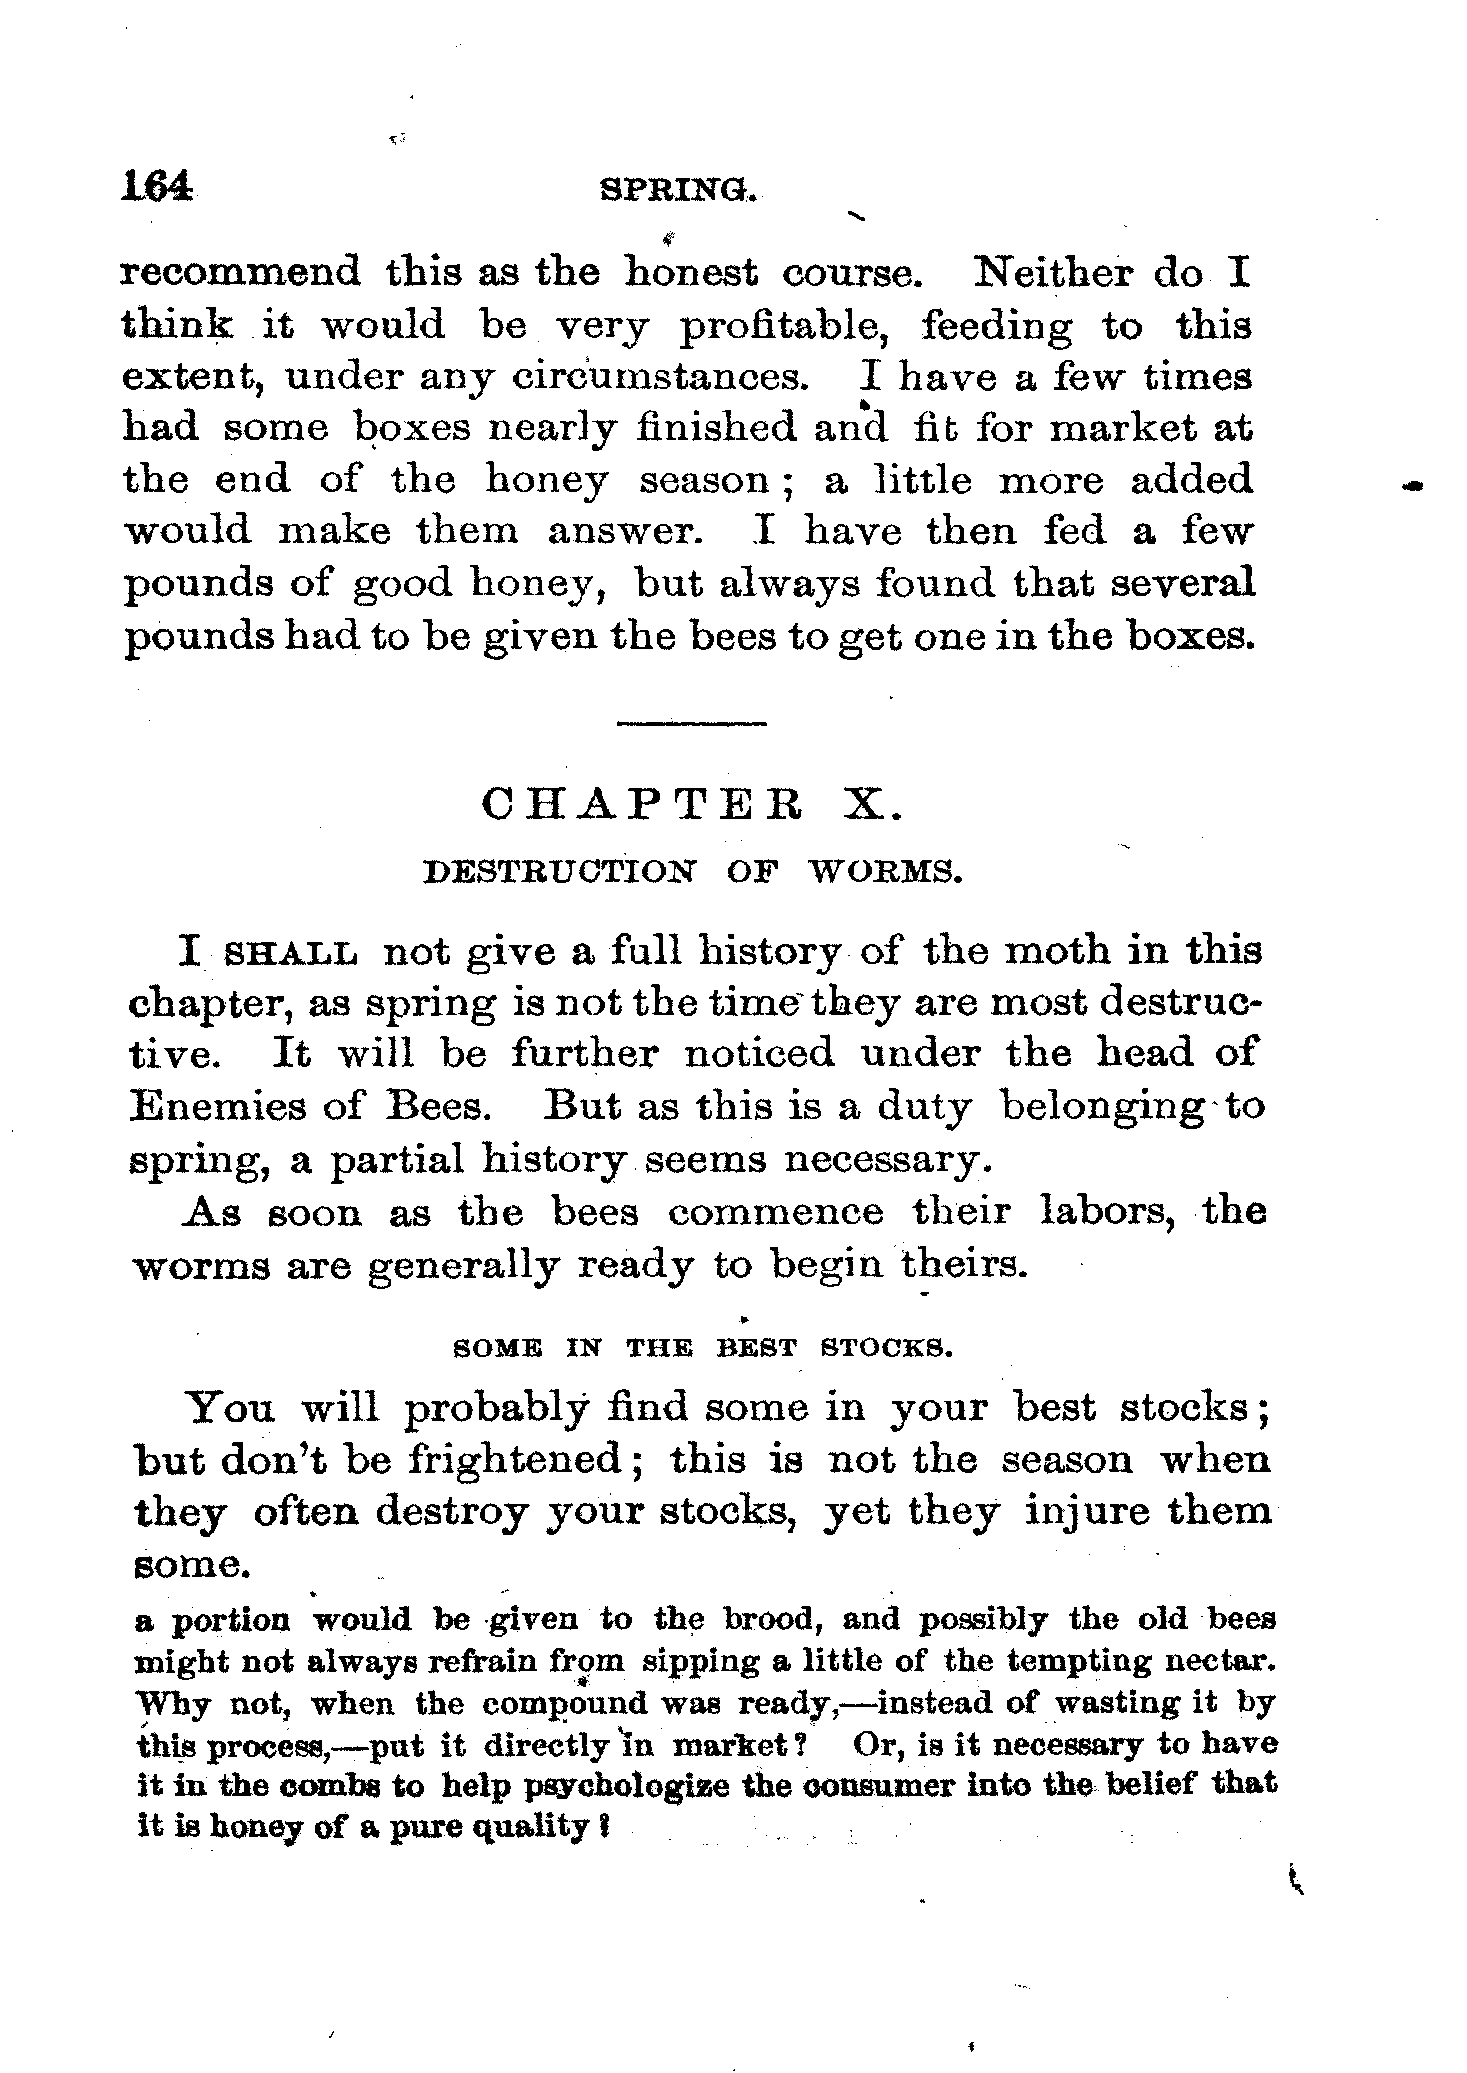 164 SPRING.
recommend this as the honest course. Neither do I
think it would be very profitable, feeding to this
extent, under any circumstances. I have a few times
had some boxes nearly finished and fit for market at
the end of the honey season; a little more added
would make them answer. I have then fed a few
pounds of good honey, but always found that several
pounds had to be given the bees to get one in the boxes.
CHAPTER X.
DESTRUCTION OF WORMS.
I SHALL not give a full history of the moth in this
chapter, as spring is not the time they are most destruc-
tive. It will be further noticed under the head of
Enemies of Bees. But as this is a duty belonging to
spring, a partial history seems necessary.
As soon as the bees commence their labors, the
worms are generally ready to begin theirs.
SOME IN THE BEST STOCKS.
You will probably find some in your best stocks;
but don't be frightened; this is not the season when
they often destroy your stocks, yet they injure them
some.
a portion would be given to the brood, and possibly the old bees
might not always refrain from sipping a little of the tempting nectar.
Why not, when the compound was ready,—instead of wasting it by
this process,—put it directly in market? Or, is it necessary to have
it in the combs to help psychologize the consumer into the belief that
it is honey of a pure quality?